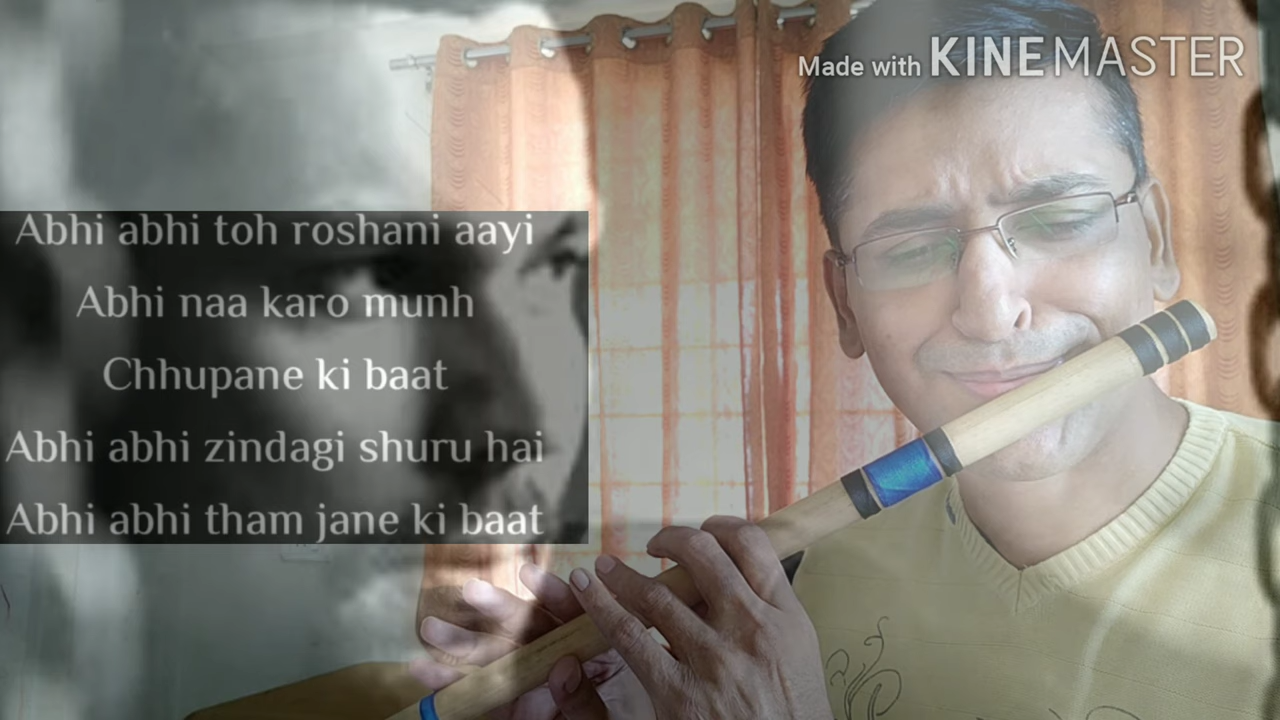 Made with KINEMASTER
Abhi abhi toh roshani aayi
Abhi naa karo munh
Chhupane ki baat
Abhi abhi zindagi shuru hai
Abhi abhi tham jane ki baat